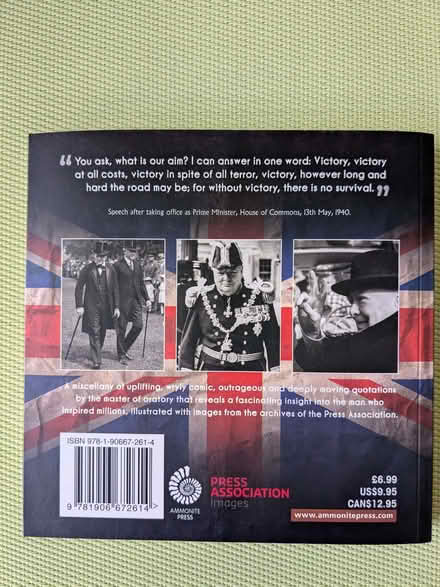 “You ask, what is our aim? I can answer in one word: Victory, victory
at all costs, victory in spite of all terror, victory, however long and
hard the road may be; for without victory, there is no survival.”
Speech after taking office as Prime Minister, House of Commons, 13th May, 1940.
A miscellany of uplifting, wryly comic, outrageous and deeply moving quotations
by the master of oratory that reveals a fascinating insight into the man who
inspired millions, illustrated with images from the archives of the Press Association.
ISBN 978-1-90667-261-4
9 781906 672614 >
AMMONITE
PRESS
PRESS
ASSOCIATION
Images
£6.99
US$9.95
CAN$12.95
www.ammonitepress.com